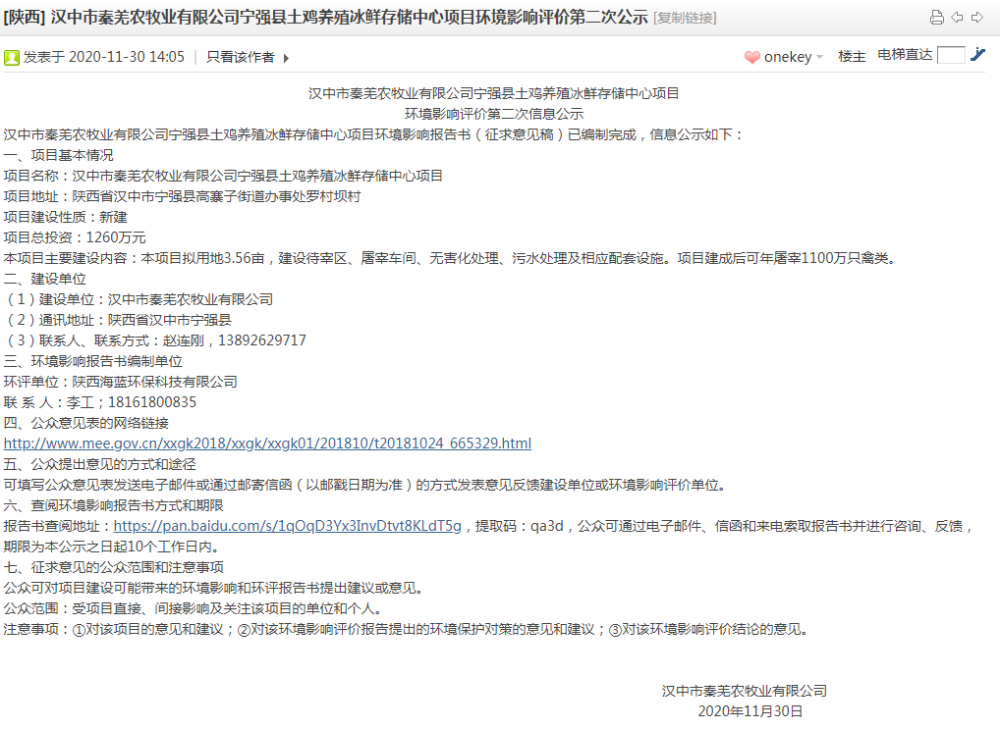 [陕西] 汉中市秦羌农牧业有限公司宁强县土鸡养殖冰鲜存储中心项目环境影响评价第二次公示 [复制链接]
发表于 2020-11-30 14:05 | 只看该作者 onekey 楼主 电梯直达
汉中市秦羌农牧业有限公司宁强县土鸡养殖冰鲜存储中心项目
环境影响评价第二次信息公示
汉中市秦羌农牧业有限公司宁强县土鸡养殖冰鲜存储中心项目环境影响报告书（征求意见稿）已编制完成，信息公示如下：
一、项目基本情况
项目名称：汉中市秦羌农牧业有限公司宁强县土鸡养殖冰鲜存储中心项目
项目地址：陕西省汉中市宁强县高寨子街道办事处罗村坝村
项目建设性质：新建
项目总投资：1260万元
本项目主要建设内容：本项目拟用地3.56亩，建设待宰区、屠宰车间、无害化处理、污水处理及相应配套设施。项目建成后可年屠宰1100万只禽类。
二、建设单位
（1）建设单位：汉中市秦羌农牧业有限公司
（2）通讯地址：陕西省汉中市宁强县
（3）联系人、联系方式：赵连刚，13892629717
三、环境影响报告书编制单位
环评单位：陕西海蓝环保科技有限公司
联 系 人：李工；18161800835
四、公众意见表的网络链接
http://www.mee.gov.cn/xxgk2018/xxgk/xxgk01/201810/t20181024_665329.html
五、公众提出意见的方式和途径
可填写公众意见表发送电子邮件或通过邮寄信函（以邮戳日期为准）的方式发表意见反馈建设单位或环境影响评价单位。
六、查阅环境影响报告书方式和期限
报告书查阅地址：https://pan.baidu.com/s/1qOqD3Yx3InvDtvt8KLdT5g，提取码：qa3d，公众可通过电子邮件、信函和来电索取报告书并进行咨询、反馈，
期限为本公示之日起10个工作日内。
七、征求意见的公众范围和注意事项
公众可对项目建设可能带来的环境影响和环评报告书提出建议或意见。
公众范围：受项目直接、间接影响及关注该项目的单位和个人。
注意事项：①对该项目的意见和建议；②对该环境影响评价报告提出的环境保护对策的意见和建议；③对该环境影响评价结论的意见。
汉中市秦羌农牧业有限公司
2020年11月30日